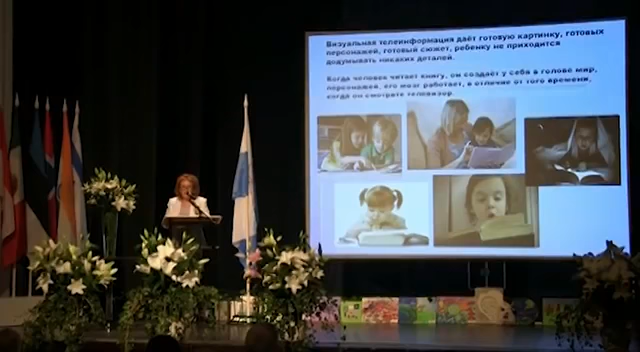 Визуальная телеинформация даёт готовую картинку, готовых
персонажей, готовый сюжет, ребенку не приходится
додумывать никаких деталей.
Когда человек читает книгу, он создаёт у себя в голове мир,
персонажей, его мозг работает, в отличие от того времени,
когда он смотрите телевизор.